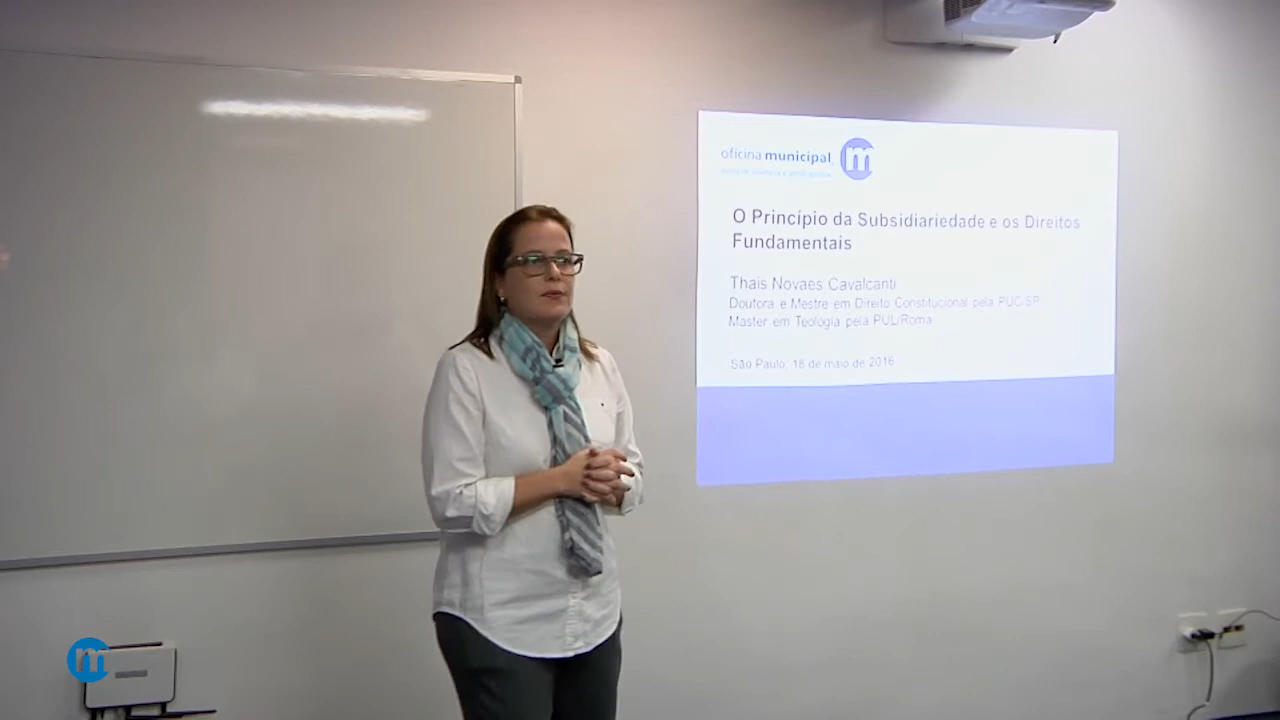 oficina municipal
m
O Princípio da Subsidiariedade e os Direitos
Fundamentais
Thais Novaes Cavalcanti
Doutora e Mestre em Direito Constitucional pela PUC/SP
Master em Teologia pela PUL/Roma
São Paulo, 18 de maio de 2016
m